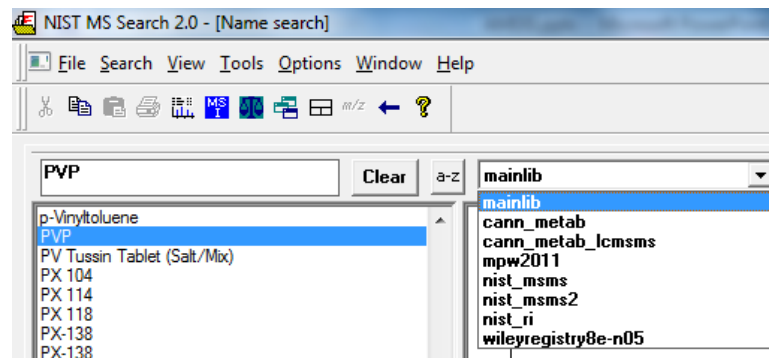 NIST MS Search 2.0 - [Name search]
File Search View Tools Options Window Help
MS
I
m/z
?
PVP Clear a-z mainlib
p-Vinyltoluene
PVP
PV Tussin Tablet (Salt/Mix)
PX 104
PX 114
PX 118
PX-138
PX-138
mainlib
cann_metab
cann_metab_lcmsms
mpw2011
nist_msms
nist_msms2
nist_ri
wileyregistry8e-n05